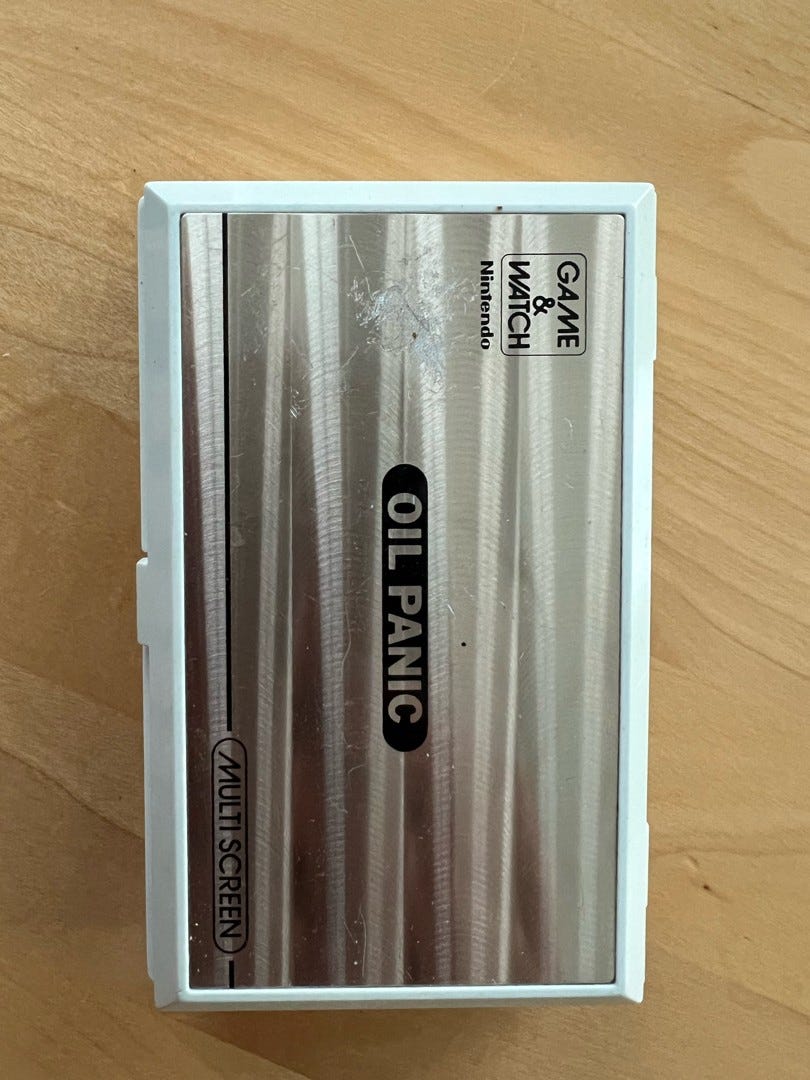 GAME
&
WATCH
Nintendo
OIL PANIC
MULTI SCREEN